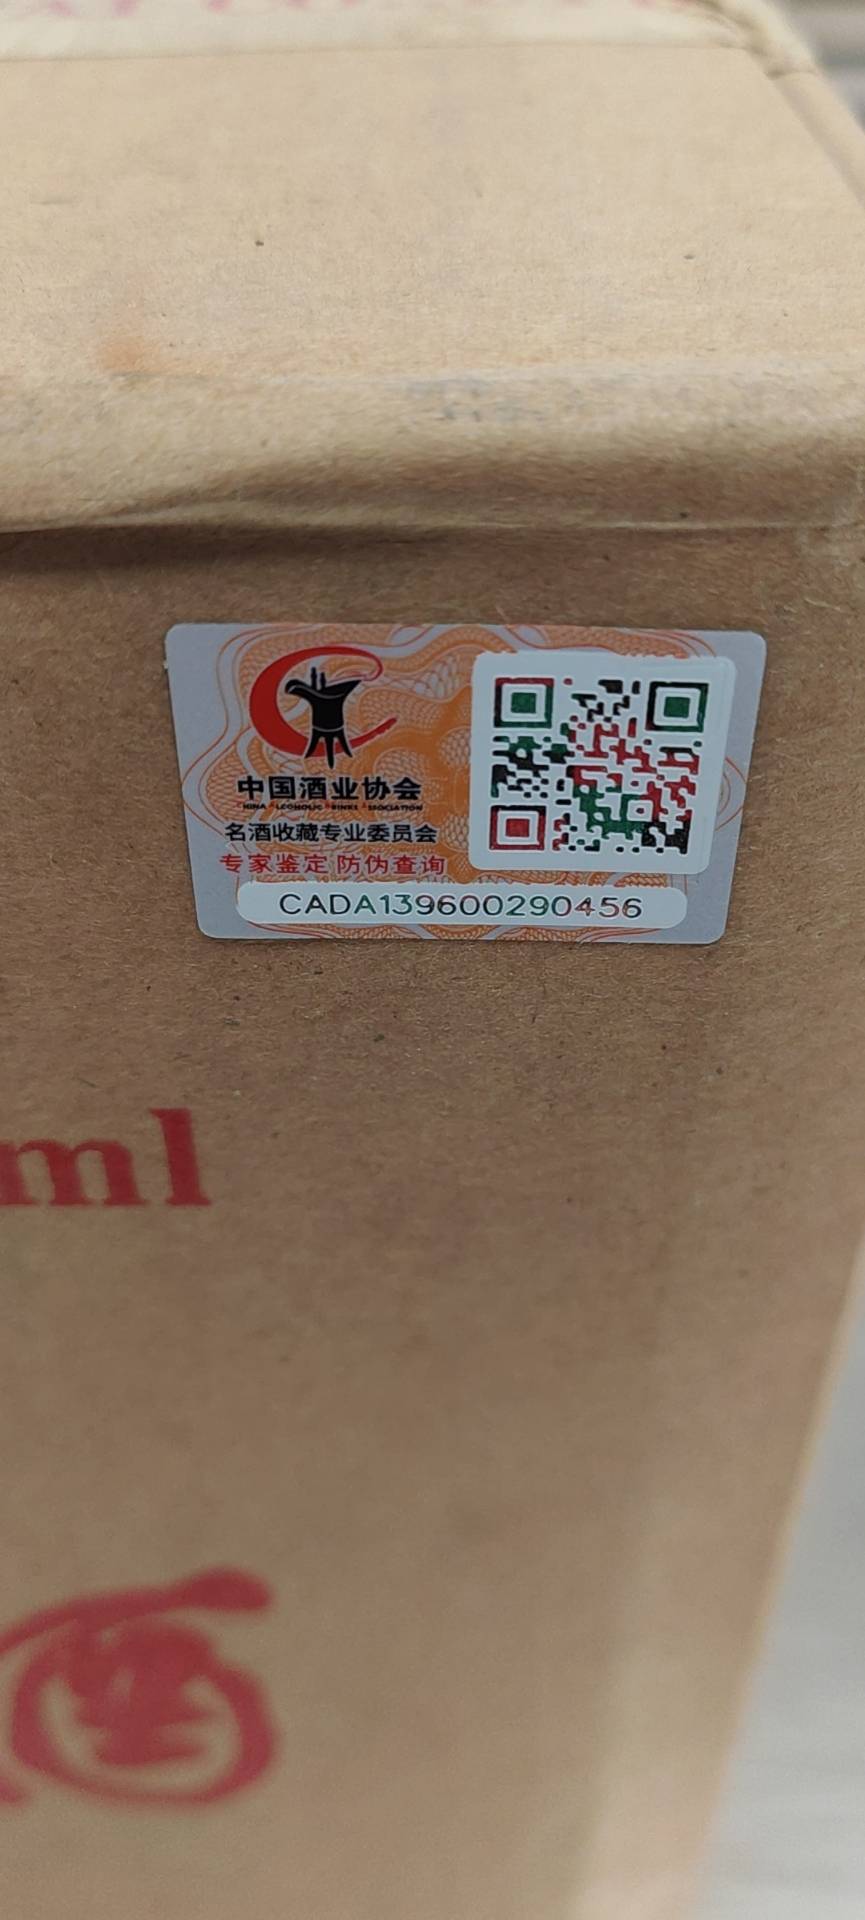 中国酒业协会
CHINA ALCOHOLIC DRINKS ASSOCIATION
名酒收藏专业委员会
专家鉴定 防伪查询
CADA139600290456
ml
酒